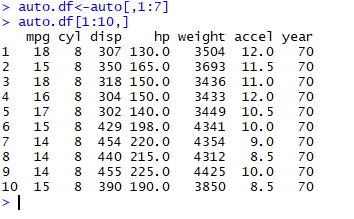 > auto.df<-auto[,1:7]
> auto.df[1:10,]
   mpg cyl disp    hp weight accel year
1   18   8  307 130.0   3504  12.0   70
2   15   8  350 165.0   3693  11.5   70
3   18   8  318 150.0   3436  11.0   70
4   16   8  304 150.0   3433  12.0   70
5   17   8  302 140.0   3449  10.5   70
6   15   8  429 198.0   4341  10.0   70
7   14   8  454 220.0   4354   9.0   70
8   14   8  440 215.0   4312   8.5   70
9   14   8  455 225.0   4425  10.0   70
10  15   8  390 190.0   3850   8.5   70
>